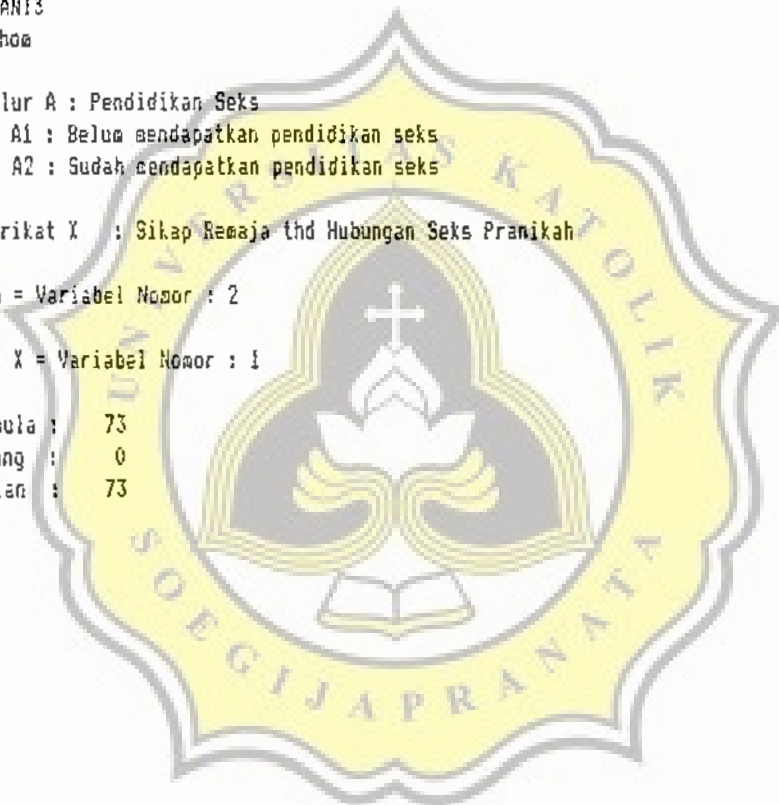 ANI3
hom
lur A : Pendidikan Seks
A1 : Belum mendapatkan pendidikan seks
A2 : Sudah mendapatkan pendidikan seks
rikat X : Sikap Remaja thd Hubungan Seks Pranikah
= Variabel Nomor : 2
X = Variabel Nomor : 1
ula : 73
ng : 0
an : 73
UNIVERSITAS KATOLIK
SOEGIJAPRANATA